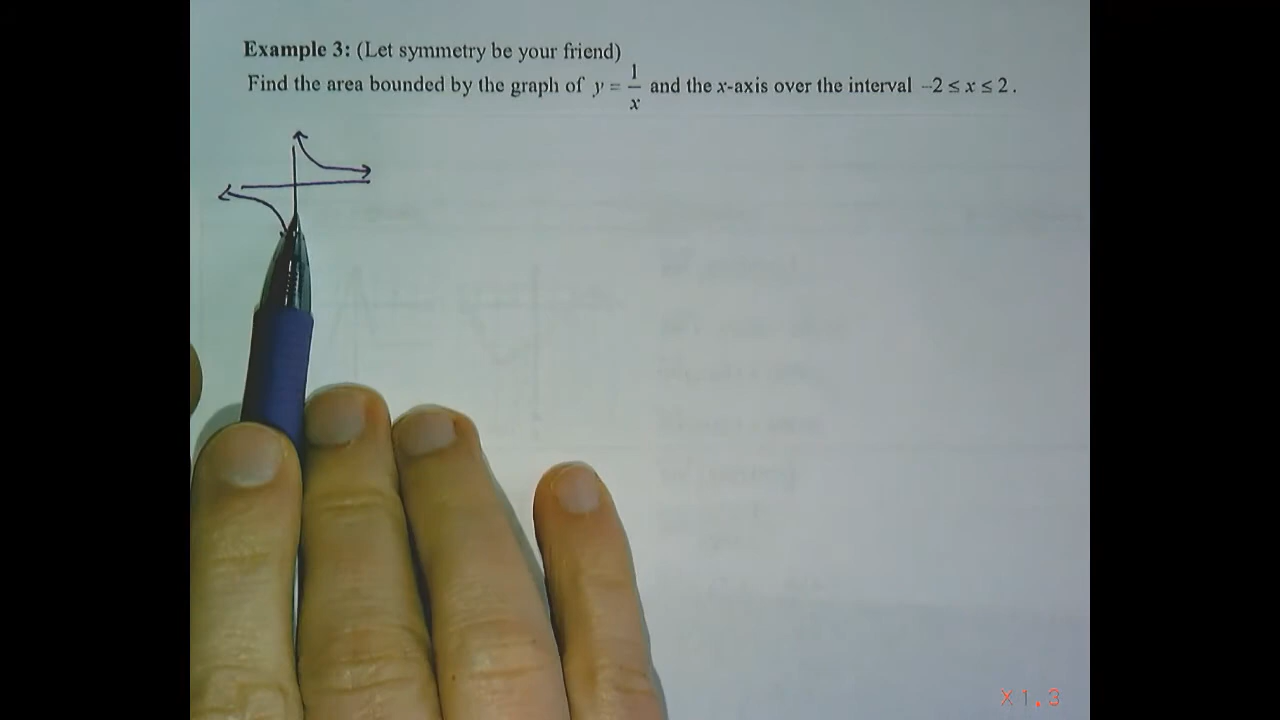 Example 3: (Let symmetry be your friend)
Find the area bounded by the graph of y = 1/x and the x-axis over the interval −2 ≤ x ≤ 2.
X1.3